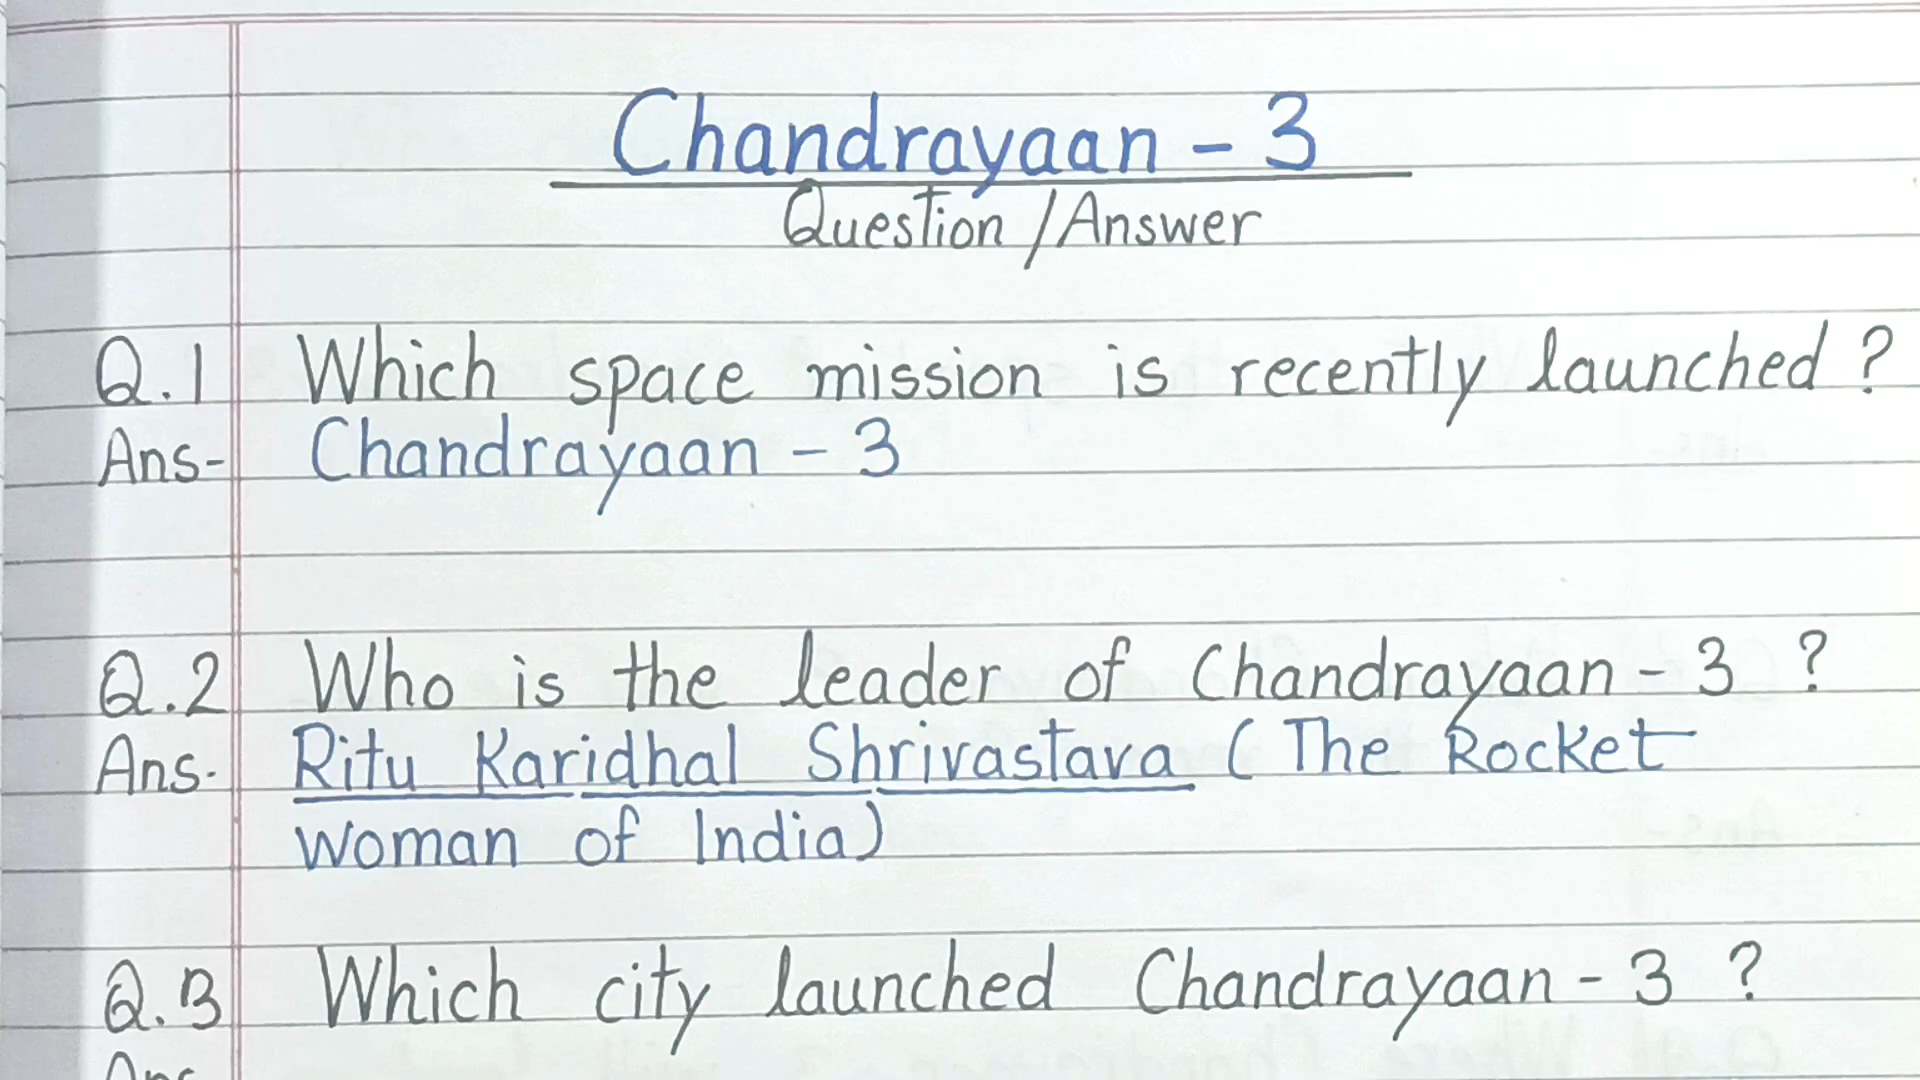 Chandrayaan - 3
Question / Answer
Q.1 Which space mission is recently launched ?
Ans- Chandrayaan - 3
Q.2 Who is the leader of Chandrayaan - 3 ?
Ans- Ritu Karidhal Shrivastava ( The Rocket
Woman of India)
Q.3 Which city launched Chandrayaan - 3 ?